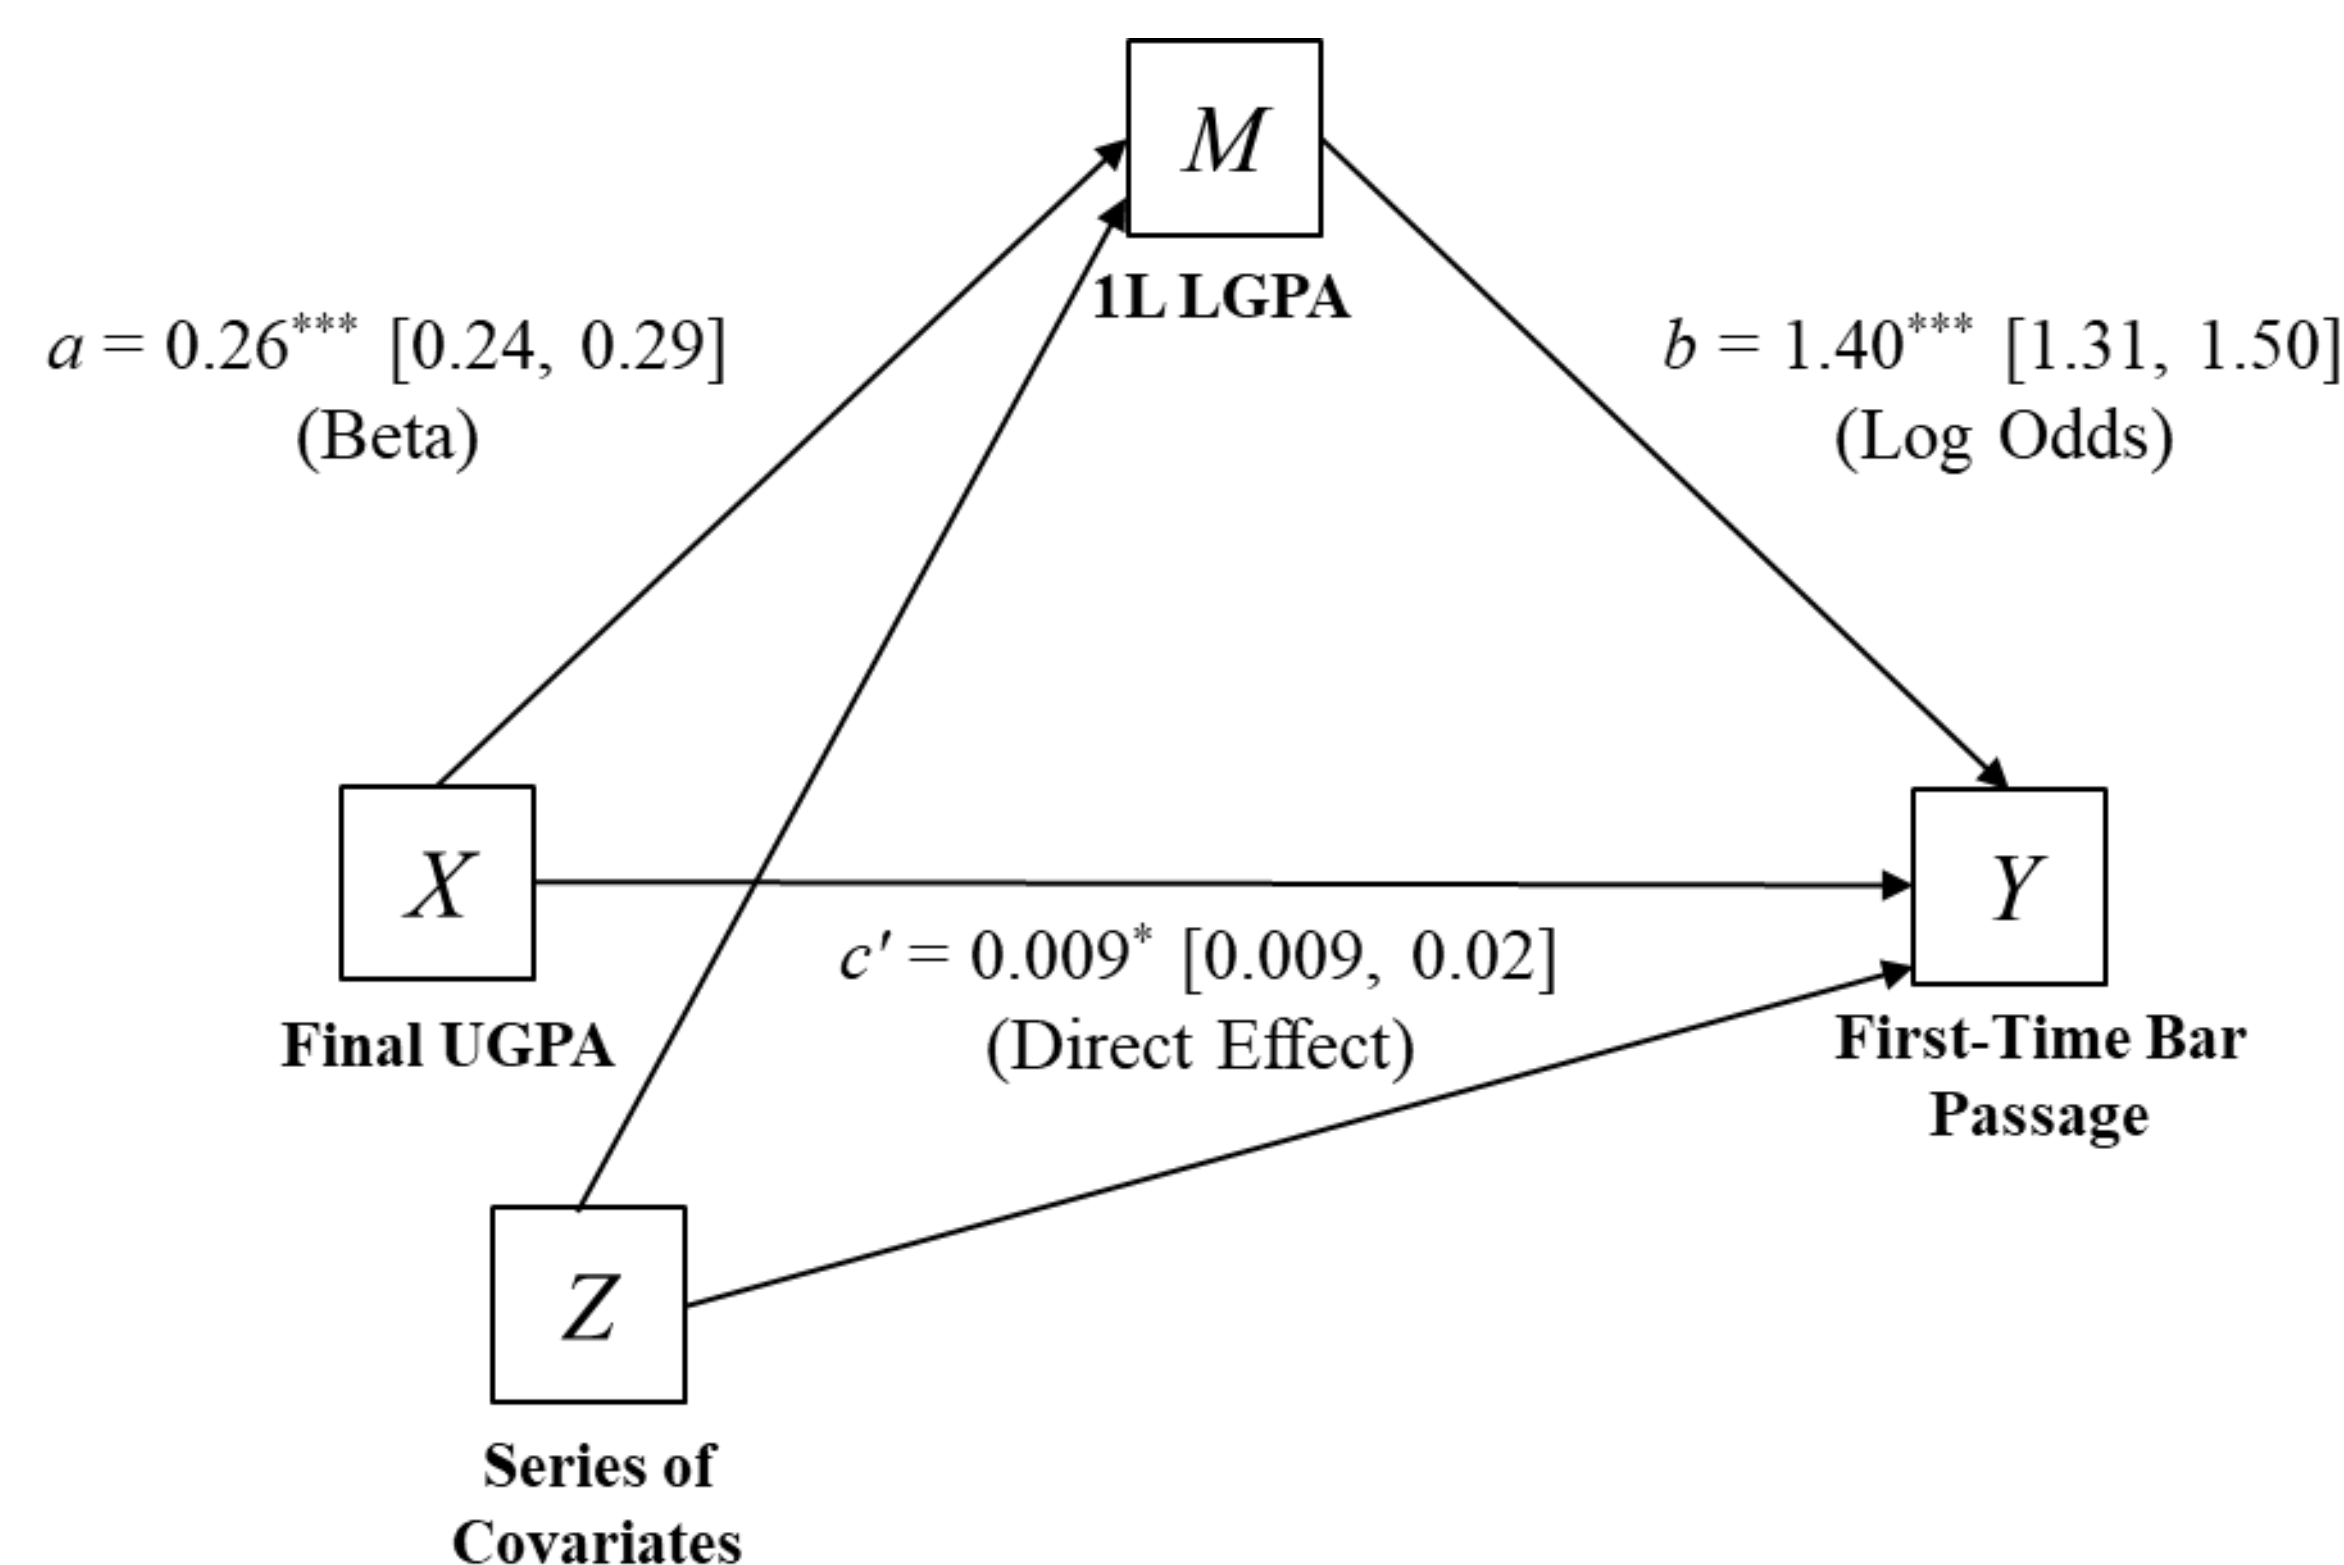 M
1L LGPA
a = 0.26*** [0.24, 0.29]
(Beta)
b = 1.40*** [1.31, 1.50]
(Log Odds)
X
Final UGPA
c' = 0.009* [0.009, 0.02]
(Direct Effect)
Y
First-Time Bar
Passage
Z
Series of
Covariates